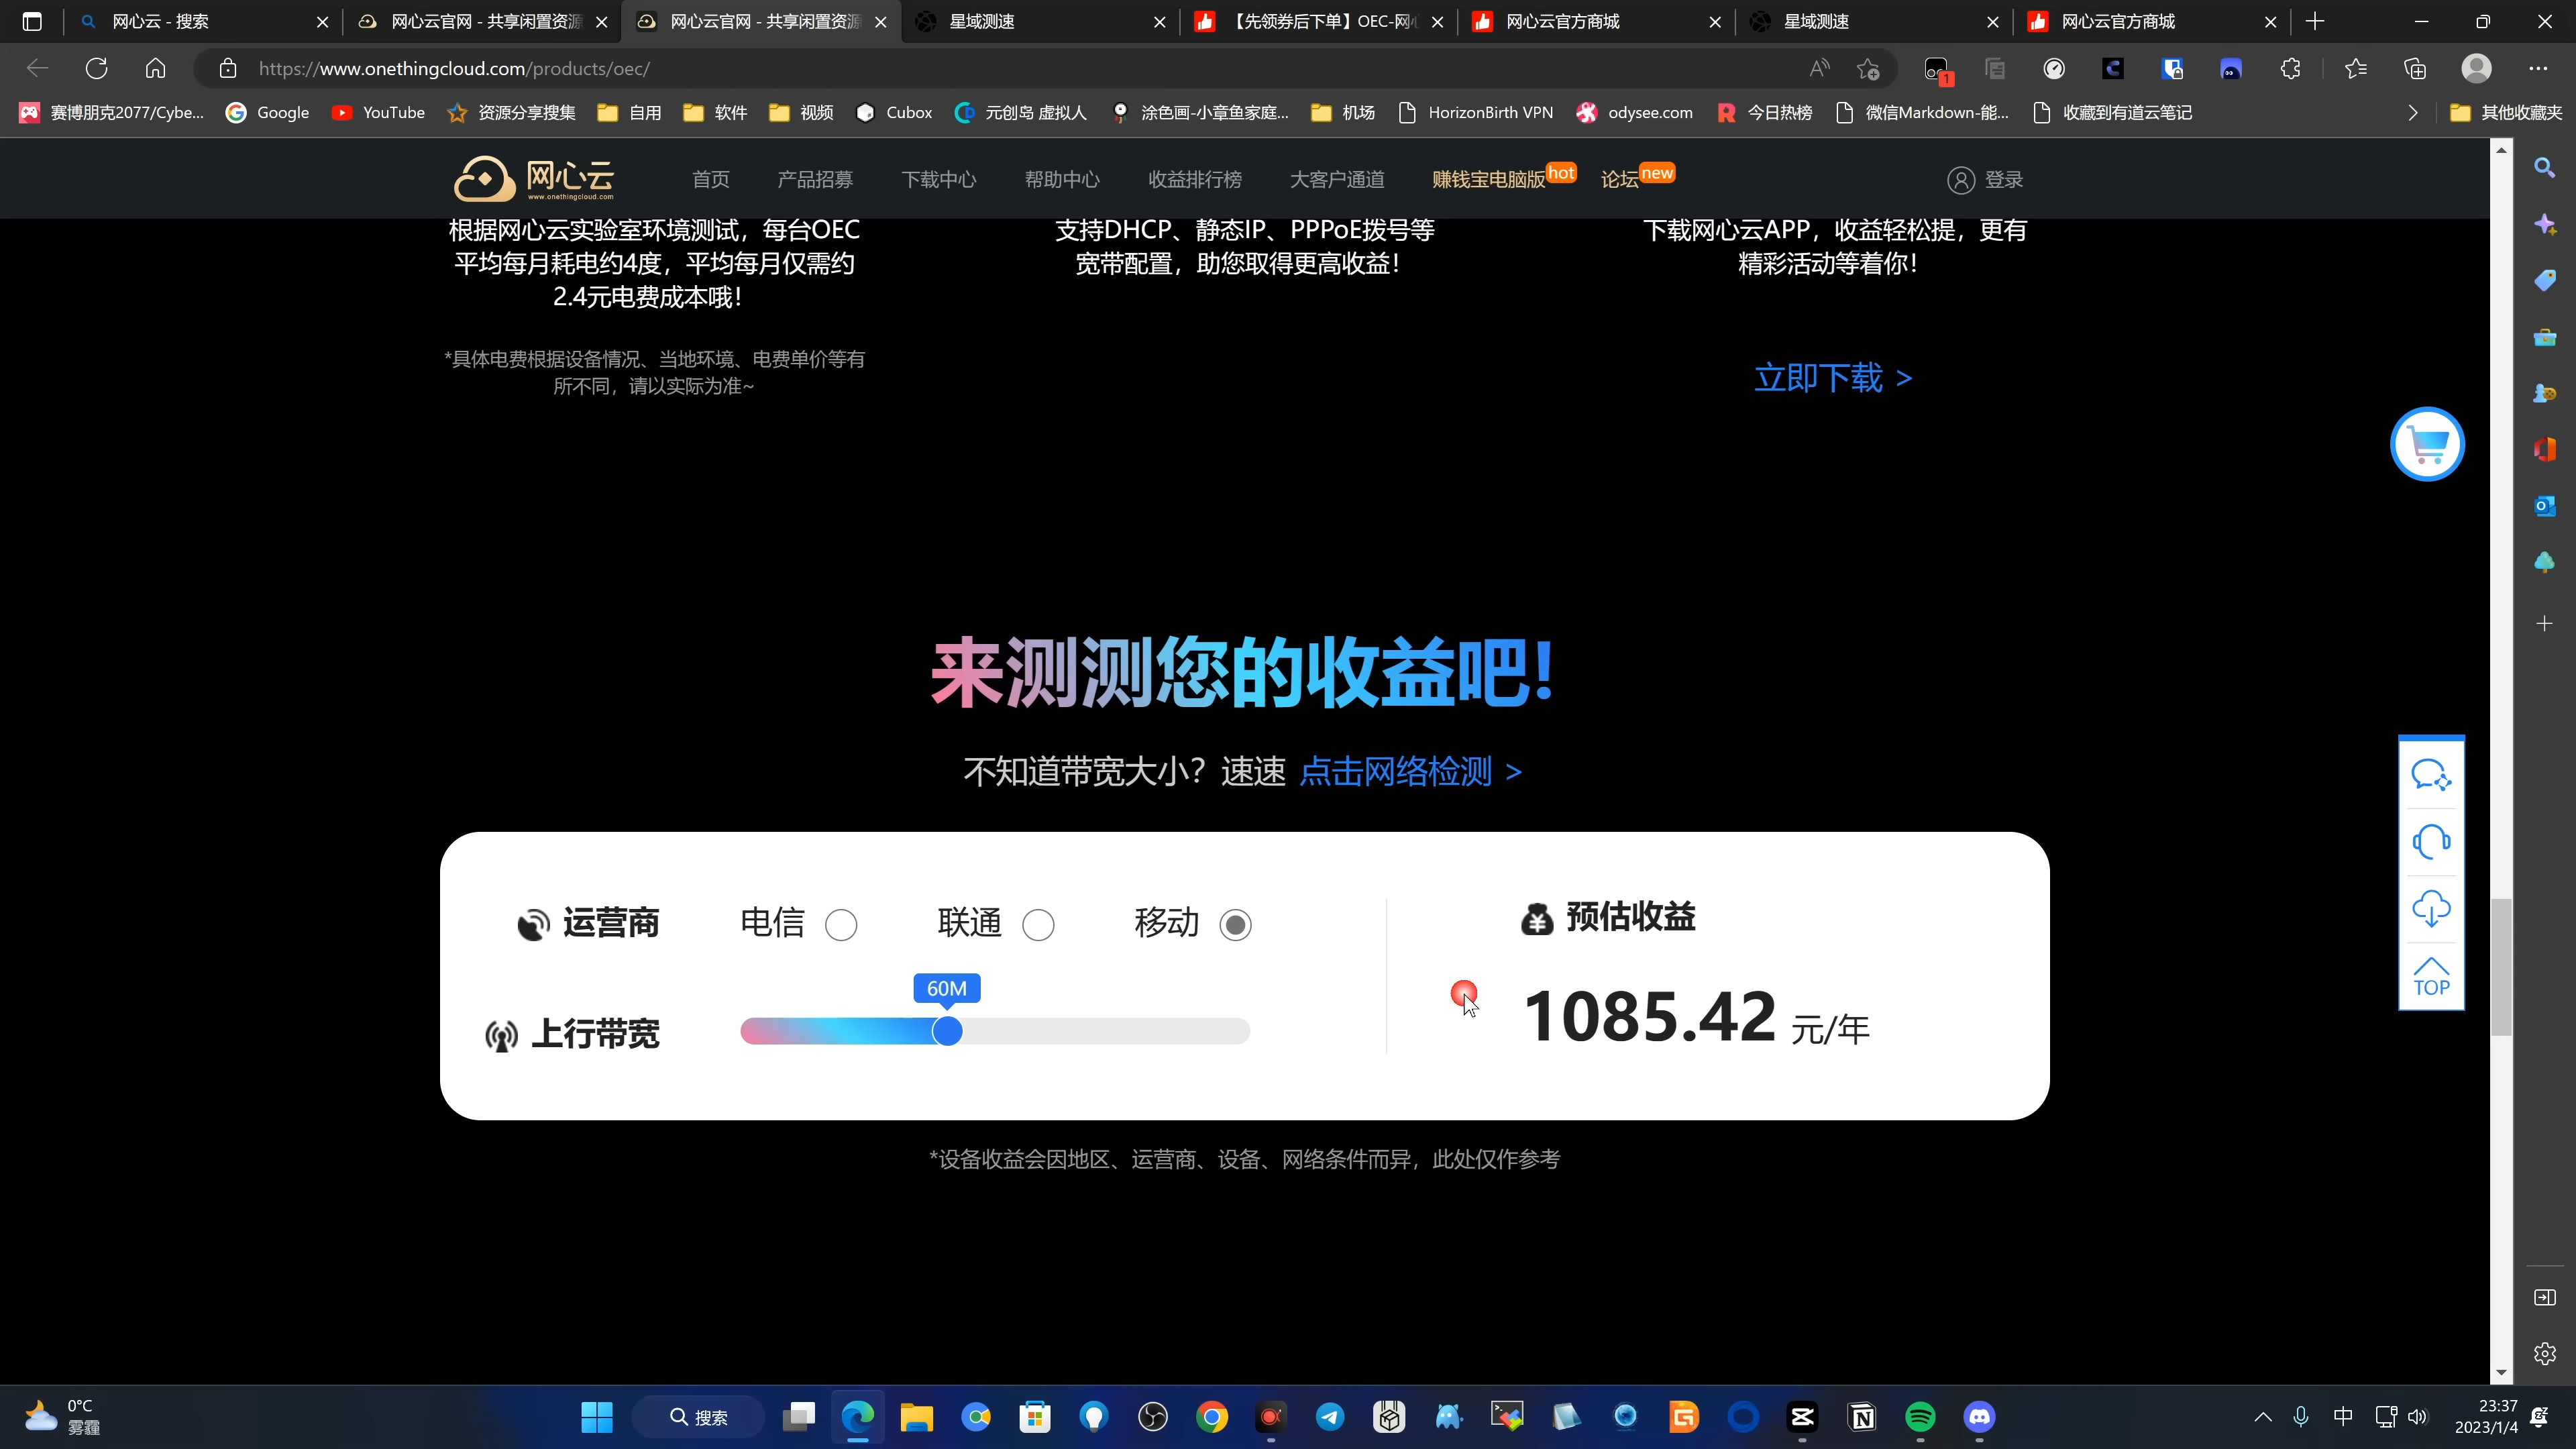 网心云 - 搜索
网心云官网 - 共享闲置资源
网心云官网 - 共享闲置资源
星域测速
【先领券后下单】OEC-网心
网心云官方商城
星域测速
网心云官方商城
https://www.onethingcloud.com/products/oec/
1
赛博朋克2077/Cybe...
Google
YouTube
资源分享搜集
自用
软件
视频
Cubox
元创岛 虚拟人
涂色画-小章鱼家庭...
机场
HorizonBirth VPN
odysee.com
今日热榜
微信Markdown-能...
收藏到有道云笔记
其他收藏夹
网心云
www.onethingcloud.com
首页
产品招募
下载中心
帮助中心
收益排行榜
大客户通道
赚钱宝电脑版 hot
论坛 new
登录
根据网心云实验室环境测试，每台OEC
平均每月耗电约4度，平均每月仅需约
2.4元电费成本哦！
*具体电费根据设备情况、当地环境、电费单价等有
所不同，请以实际为准~
支持DHCP、静态IP、PPPoE拨号等
宽带配置，助您取得更高收益！
下载网心云APP，收益轻松提，更有
精彩活动等着你！
立即下载 >
来测测您的收益吧！
不知道带宽大小？速速 点击网络检测 >
运营商
电信
联通
移动
60M
上行带宽
预估收益
1085.42 元/年
*设备收益会因地区、运营商、设备、网络条件而异，此处仅作参考
TOP
0°C
雾霾
搜索
中
23:37
2023/1/4